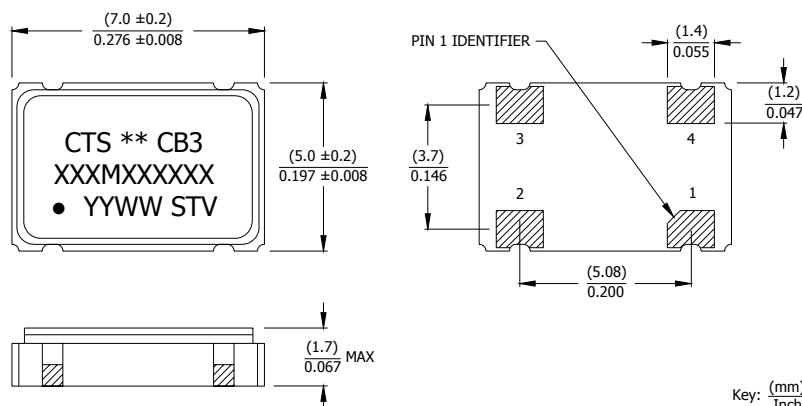 (7.0 ±0.2)
0.276 ±0.008
CTS ** CB3
XXXMXXXXXX
● YYWW STV
(5.0 ±0.2)
0.197 ±0.008
(1.7)
0.067
MAX
PIN 1 IDENTIFIER
(1.4)
0.055
(1.2)
0.047
3
4
(3.7)
0.146
2
1
(5.08)
0.200
Key: (mm)
Inch